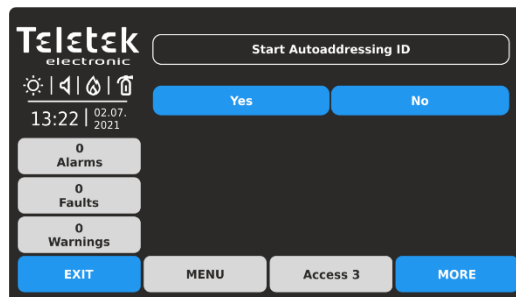 Teletek
electronic
13:22
02.07.
2021
0
Alarms
0
Faults
0
Warnings
Start Autoaddressing ID
Yes
No
EXIT
MENU
Access 3
MORE